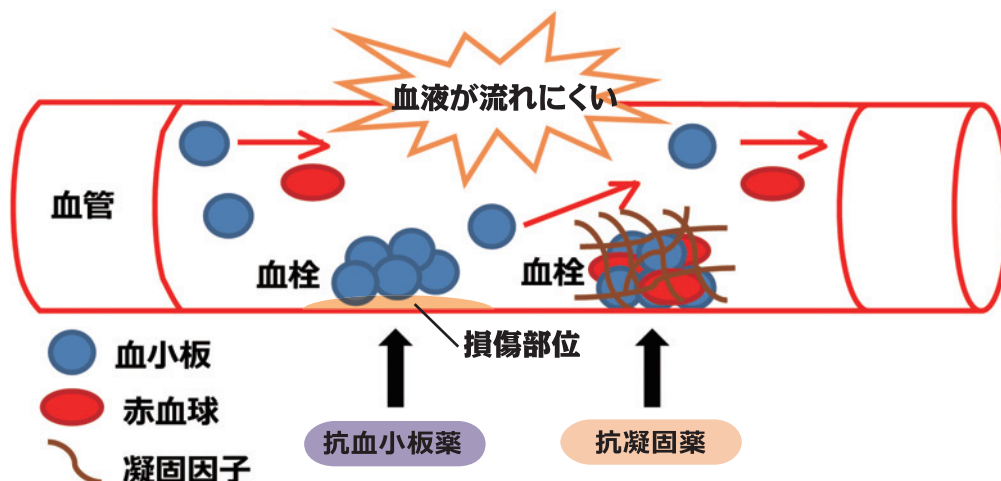 血液が流れにくい
血管
血栓
血栓
損傷部位
血小板
赤血球
凝固因子
抗血小板薬
抗凝固薬